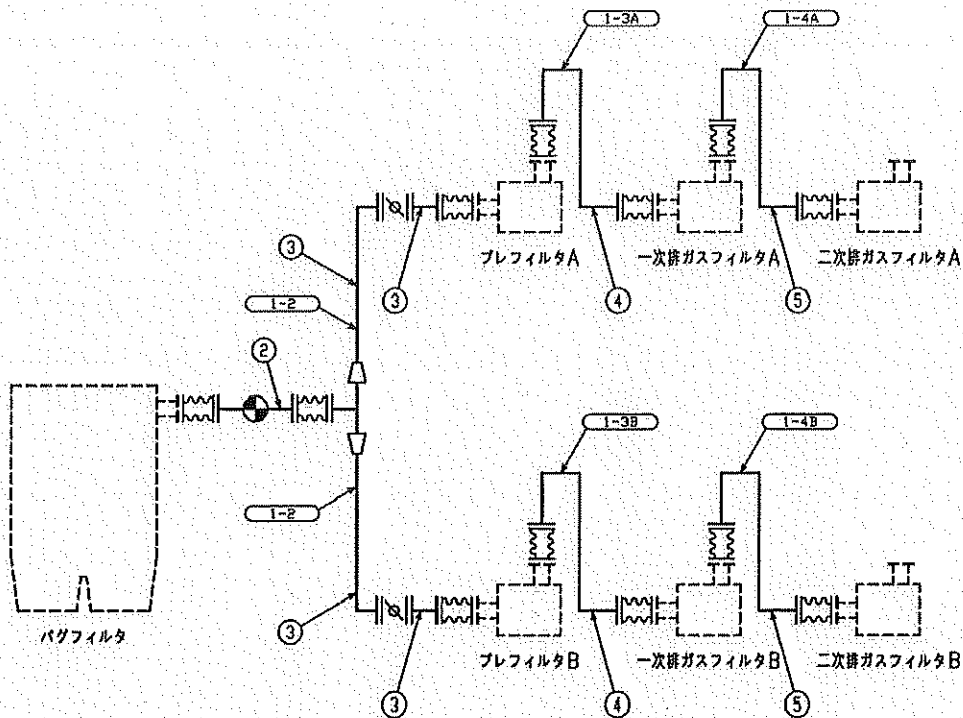 1-3A
1-4A
プレフィルタA
一次排ガスフィルタA
二次排ガスフィルタA
③
③
④
⑤
1-2
②
1-3B
1-4B
1-2
③
バグフィルタ
プレフィルタB
一次排ガスフィルタB
二次排ガスフィルタB
③
④
⑤